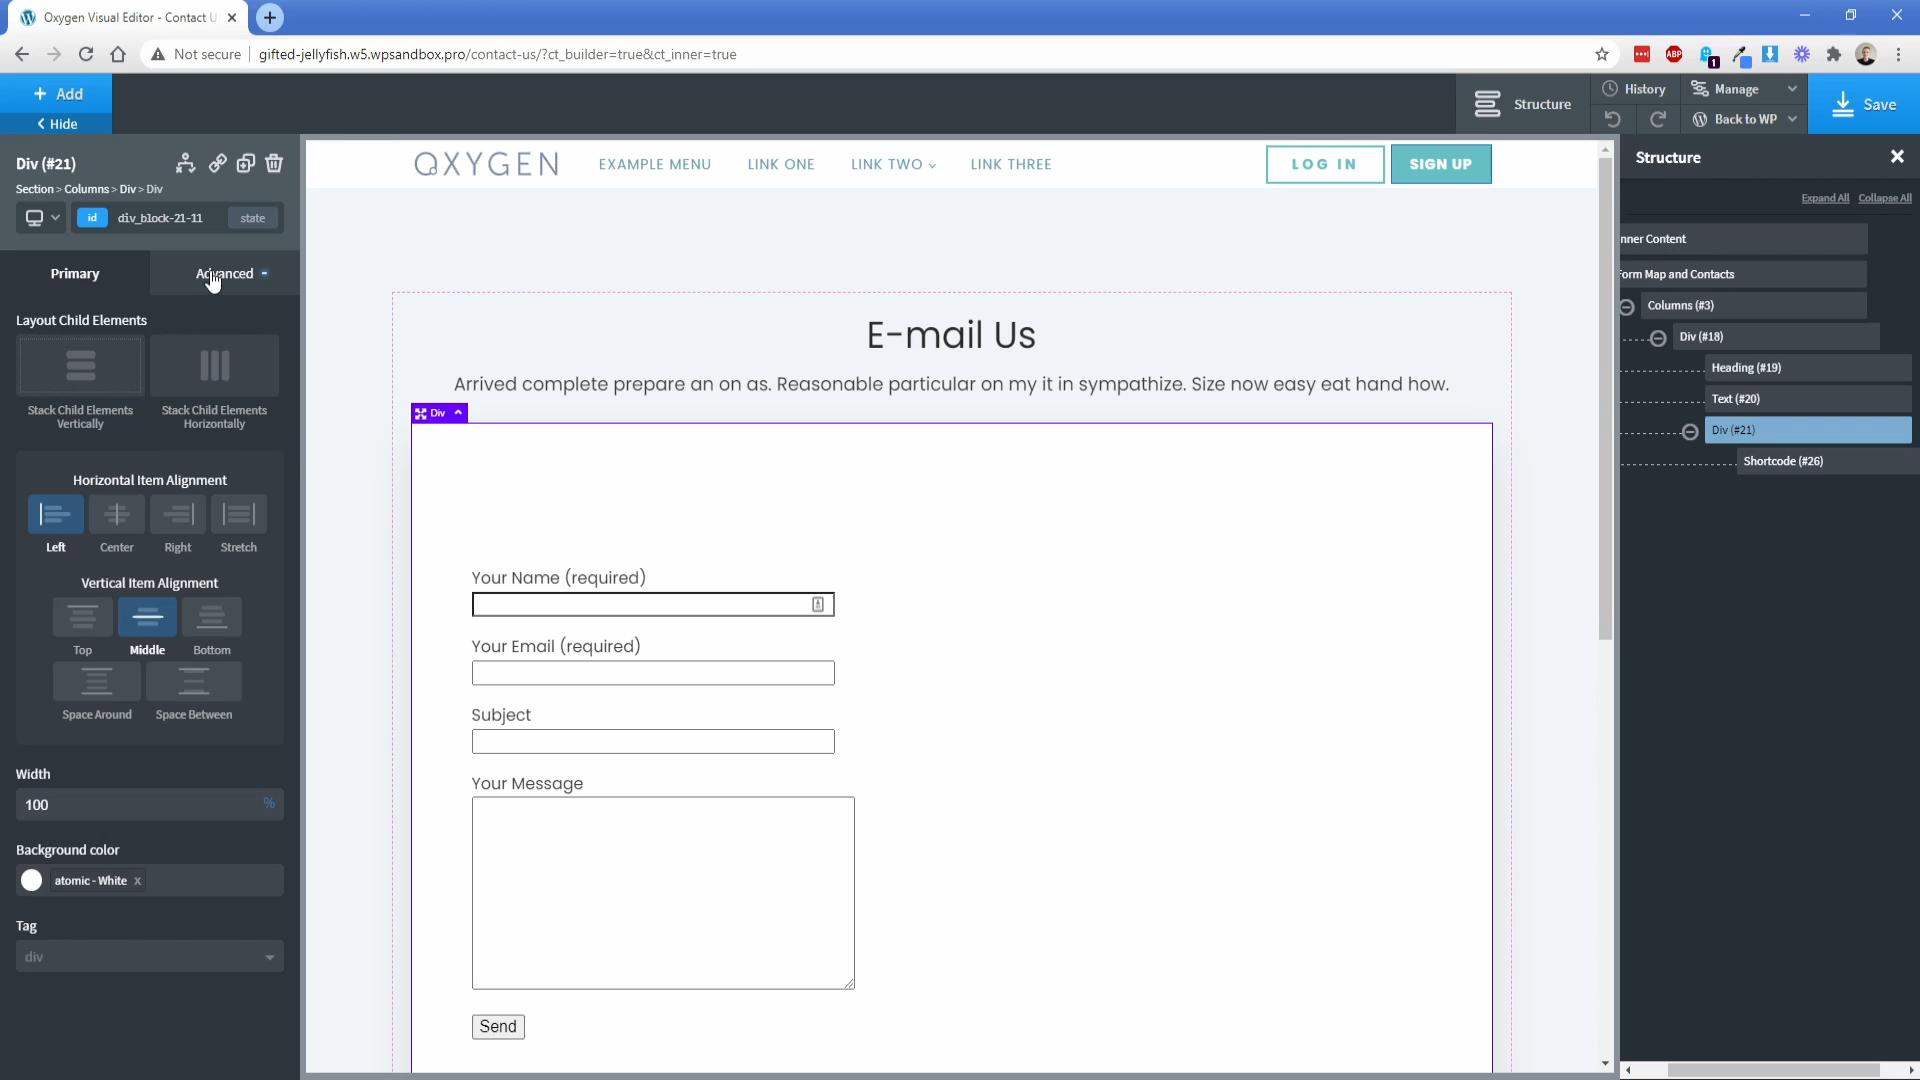 Oxygen Visual Editor - Contact U
Not secure
gifted-jellyfish.w5.wpsandbox.pro/contact-us/?ct_builder=true&ct_inner=true
ABP
1
+ Add
< Hide
Structure
History
Manage
Back to WP
Save
Div (#21)
Section > Columns > Div > Div
id
div_block-21-11
state
Primary
Advanced
Layout Child Elements
Stack Child Elements
Vertically
Stack Child Elements
Horizontally
Horizontal Item Alignment
Left
Center
Right
Stretch
Vertical Item Alignment
Top
Middle
Bottom
Space Around
Space Between
Width
100
%
Background color
atomic - White x
Tag
div
OXYGEN
EXAMPLE MENU
LINK ONE
LINK TWO
LINK THREE
LOG IN
SIGN UP
E-mail Us
Arrived complete prepare an on as. Reasonable particular on my it in sympathize. Size now easy eat hand how.
Div
Your Name (required)
Your Email (required)
Subject
Your Message
Send
Structure
Expand All
Collapse All
nner Content
Form Map and Contacts
Columns (#3)
Div (#18)
Heading (#19)
Text (#20)
Div (#21)
Shortcode (#26)